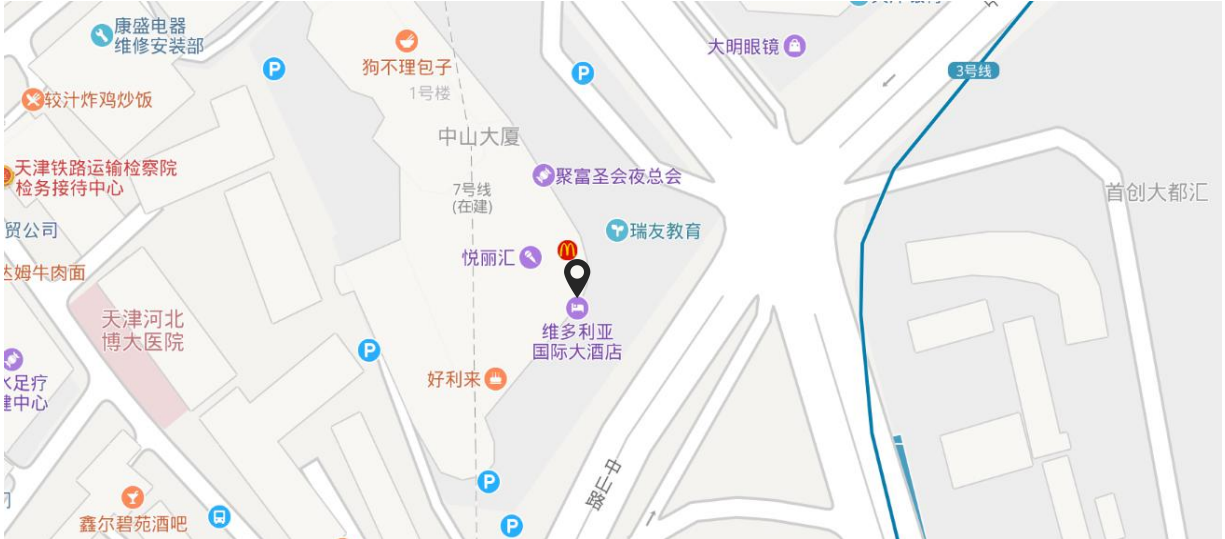 康盛电器
维修安装部
狗不理包子
1号楼
大明眼镜
3号线
较汁炸鸡炒饭
中山大厦
天津铁路运输检察院
检务接待中心
聚富圣会夜总会
7号线
(在建)
首创大都汇
贸公司
瑞友教育
悦丽汇
达姆牛肉面
天津河北
博大医院
维多利亚
国际大酒店
好利来
足疗
中心
中山路
鑫尔碧苑酒吧
P
P
P
P
P